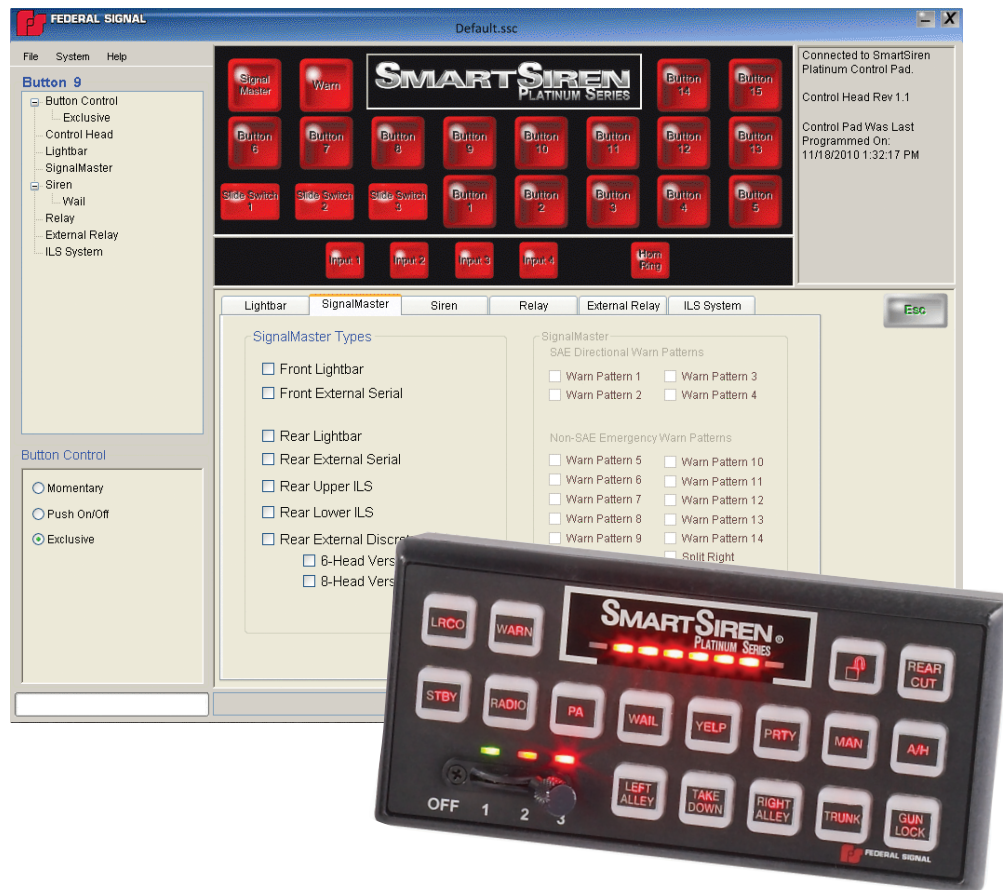 FEDERAL SIGNAL
Default.ssc
X
File System Help
Button 9
Button Control
Exclusive
Control Head
Lightbar
SignalMaster
Siren
Wail
Relay
External Relay
ILS System
Signal Master
Warn
SMARTSIREN
PLATINUM SERIES
Button 14
Button 15
Button 6
Button 7
Button 8
Button 9
Button 10
Button 11
Button 12
Button 13
Slide Switch 1
Slide Switch 2
Slide Switch 3
Button 1
Button 2
Button 3
Button 4
Button 5
Input 1
Input 2
Input 3
Input 4
Horn Ring
Connected to SmartSiren
Platinum Control Pad.
Control Head Rev 1.1
Control Pad Was Last
Programmed On:
11/18/2010 1:32:17 PM
Lightbar SignalMaster Siren Relay External Relay ILS System
Esc
SignalMaster Types
Front Lightbar
Front External Serial
Rear Lightbar
Rear External Serial
Rear Upper ILS
Rear Lower ILS
Rear External Discre
6-Head Vers
8-Head Vers
SignalMaster
SAE Directional Warn Patterns
Warn Pattern 1 Warn Pattern 3
Warn Pattern 2 Warn Pattern 4
Non-SAE Emergency Warn Patterns
Warn Pattern 5 Warn Pattern 10
Warn Pattern 6 Warn Pattern 11
Warn Pattern 7 Warn Pattern 12
Warn Pattern 8 Warn Pattern 13
Warn Pattern 9 Warn Pattern 14
Split Right
Button Control
Momentary
Push On/Off
Exclusive
SMARTSIREN®
PLATINUM SERIES
LRCO
WARN
REAR CUT
STBY
RADIO
PA
WAIL
YELP
PRTY
MAN
A/H
OFF 1 2 3
LEFT ALLEY
TAKE DOWN
RIGHT ALLEY
TRUNK
GUN LOCK
FEDERAL SIGNAL